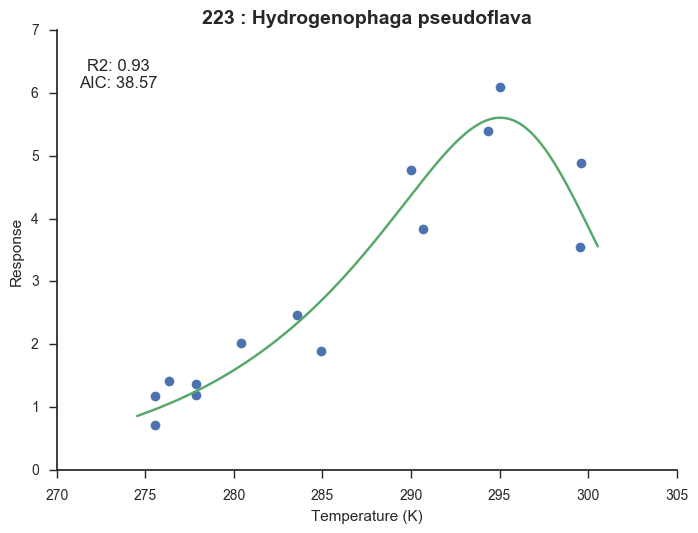 223 : Hydrogenophaga pseudoflava
R2: 0.93
AIC: 38.57
Response
7
6
5
4
3
2
1
0
270 275 280 285 290 295 300 305
Temperature (K)